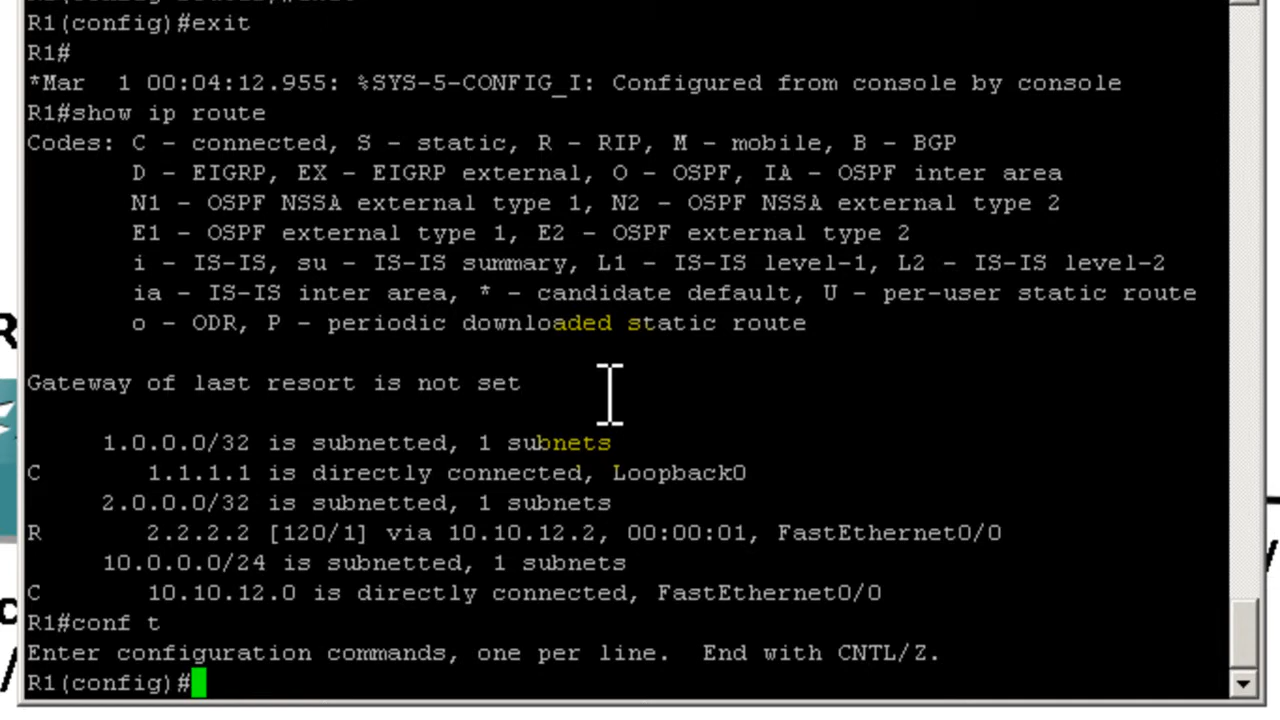 R1(config)#exit
R1#
*Mar  1 00:04:12.955: %SYS-5-CONFIG_I: Configured from console by console
R1#show ip route
Codes: C - connected, S - static, R - RIP, M - mobile, B - BGP
       D - EIGRP, EX - EIGRP external, O - OSPF, IA - OSPF inter area
       N1 - OSPF NSSA external type 1, N2 - OSPF NSSA external type 2
       E1 - OSPF external type 1, E2 - OSPF external type 2
       i - IS-IS, su - IS-IS summary, L1 - IS-IS level-1, L2 - IS-IS level-2
       ia - IS-IS inter area, * - candidate default, U - per-user static route
       o - ODR, P - periodic downloaded static route
Gateway of last resort is not set
     1.0.0.0/32 is subnetted, 1 subnets
C       1.1.1.1 is directly connected, Loopback0
     2.0.0.0/32 is subnetted, 1 subnets
R       2.2.2.2 [120/1] via 10.10.12.2, 00:00:01, FastEthernet0/0
     10.0.0.0/24 is subnetted, 1 subnets
C       10.10.12.0 is directly connected, FastEthernet0/0
R1#conf t
Enter configuration commands, one per line.  End with CNTL/Z.
R1(config)#